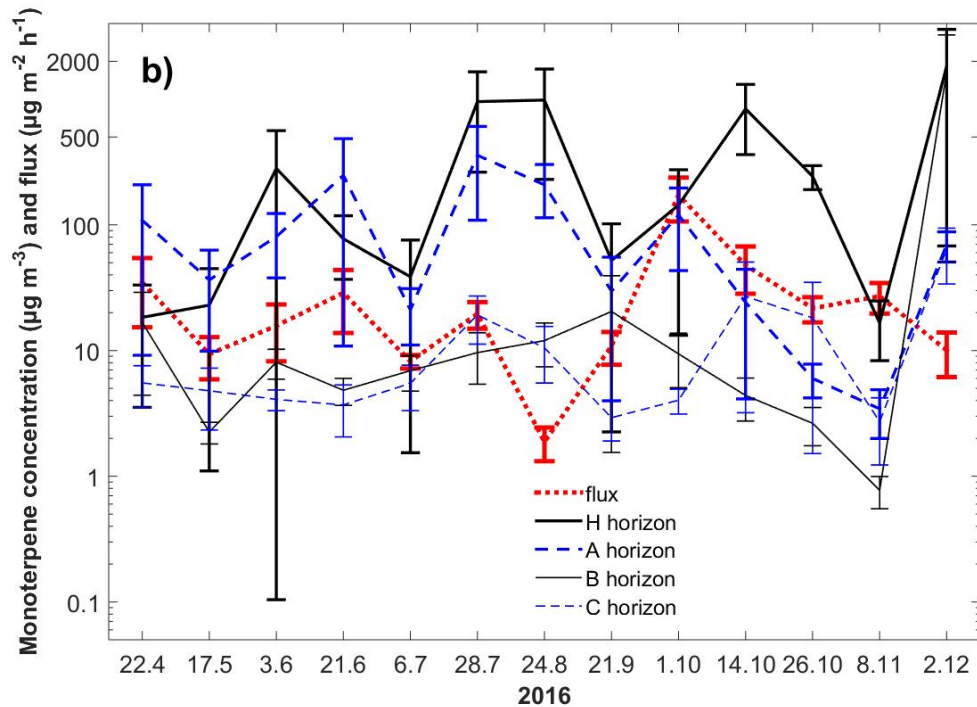 b)
Monoterpene concentration (µg m⁻³) and flux (µg m⁻² h⁻¹)
2000
500
100
10
1
0.1
flux
H horizon
A horizon
B horizon
C horizon
22.4 17.5 3.6 21.6 6.7 28.7 24.8 21.9 1.10 14.10 26.10 8.11 2.12
2016